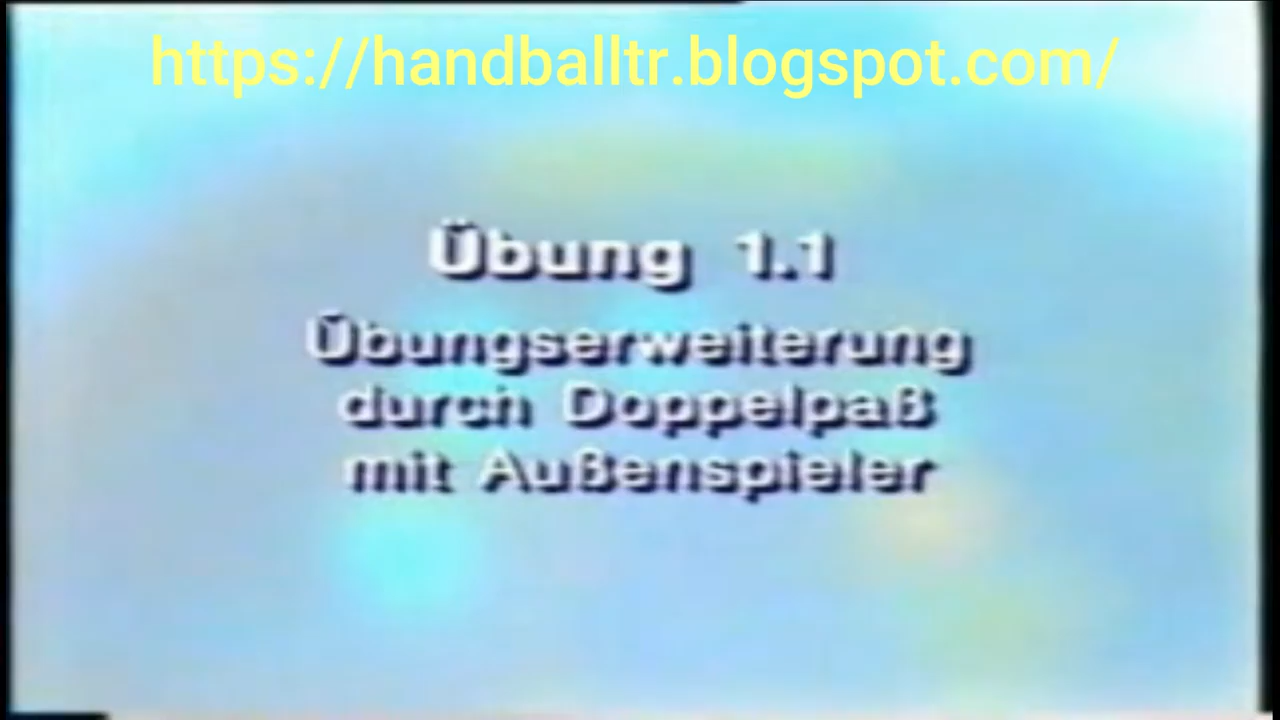 https://handballtr.blogspot.com/
Übung 1.1
Übungserweiterung
durch Doppelpaß
mit Außenspieler